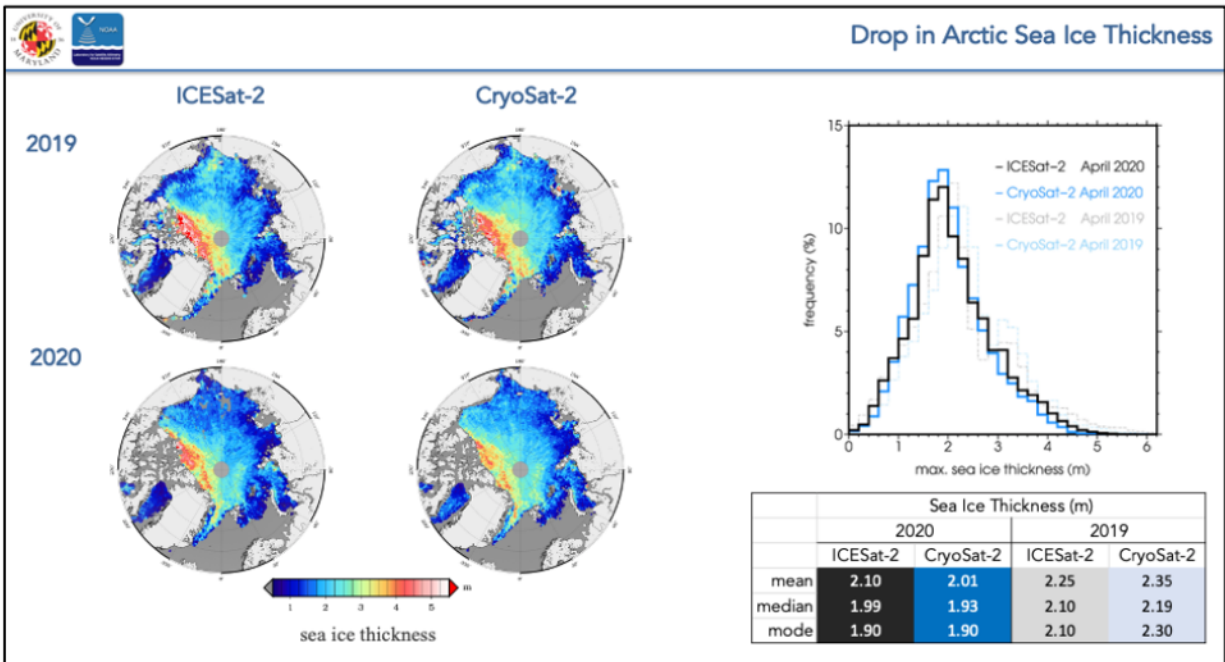 UNIVERSITY OF
MARYLAND
NOAA
Drop in Arctic Sea Ice Thickness
ICESat-2
CryoSat-2
2019
2020
1 2 3 4 5 m
sea ice thickness
15
10
5
0
frequency (%)
ICESat-2 April 2020
CryoSat-2 April 2020
ICESat-2 April 2019
CryoSat-2 April 2019
0 1 2 3 4 5 6
max. sea ice thickness (m)
Sea Ice Thickness (m)
2020 2019
ICESat-2 CryoSat-2 ICESat-2 CryoSat-2
mean 2.10 2.01 2.25 2.35
median 1.99 1.93 2.10 2.19
mode 1.90 1.90 2.10 2.30